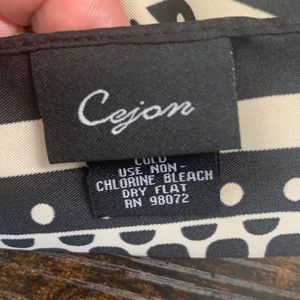 Cejon
COLD
USE NON-
CHLORINE BLEACH
DRY FLAT
RN 98072